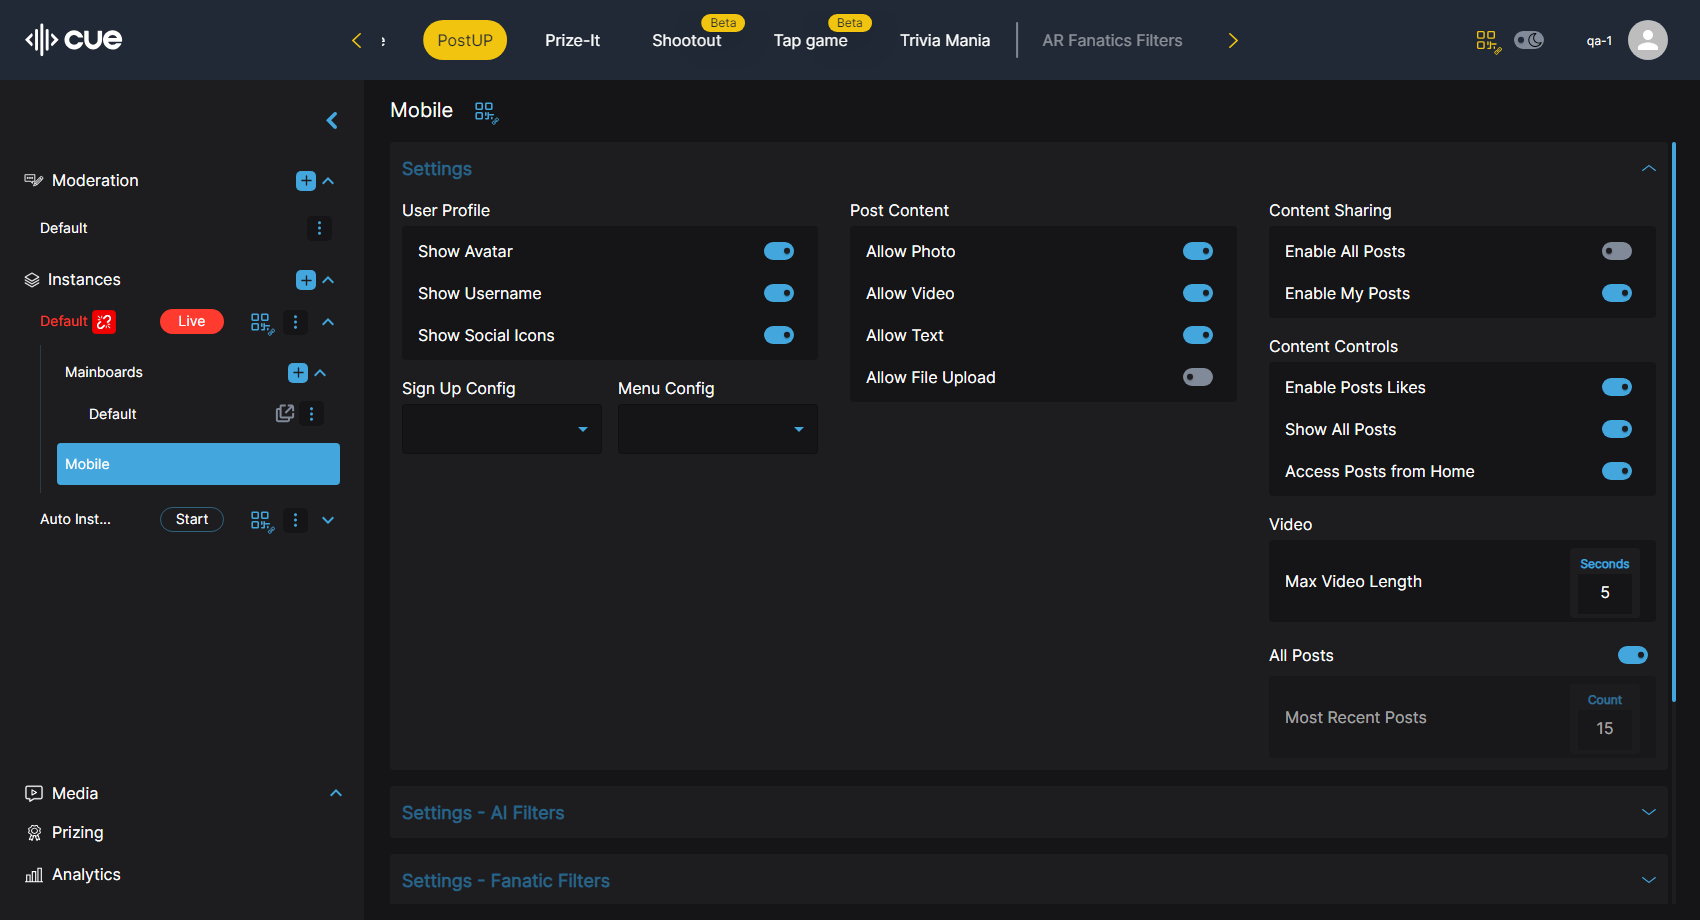 cue
e
PostUP
Prize-It
Beta
Shootout
Beta
Tap game
Trivia Mania
AR Fanatics Filters
qa-1
Moderation
Default
Instances
Default
Live
Mainboards
Default
Mobile
Auto Inst...
Start
Media
Prizing
Analytics
Mobile
Settings
User Profile
Show Avatar
Show Username
Show Social Icons
Sign Up Config
Menu Config
Post Content
Allow Photo
Allow Video
Allow Text
Allow File Upload
Content Sharing
Enable All Posts
Enable My Posts
Content Controls
Enable Posts Likes
Show All Posts
Access Posts from Home
Video
Max Video Length
Seconds
5
All Posts
Most Recent Posts
Count
15
Settings - AI Filters
Settings - Fanatic Filters